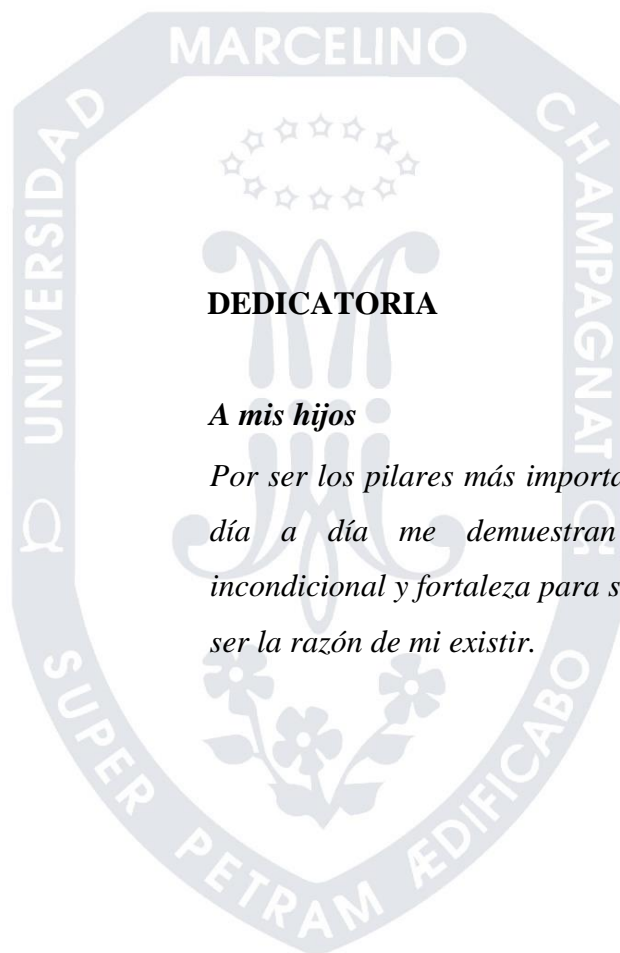 MARCELINO
UNIVERSIDAD
CHAMPAGNAT
DEDICATORIA
A mis hijos
Por ser los pilares más
día a día me demuestran
incondicional y fortaleza para
ser la razón de mi existir.
SUPER PETRAM ÆDIFICABO